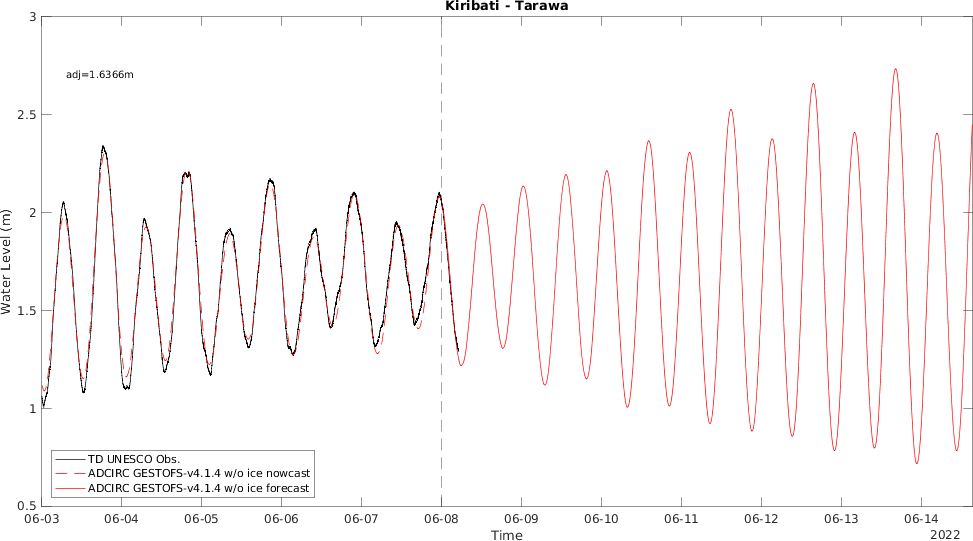 Kiribati - Tarawa
3
adj=1.6366m
2.5
2
Water Level (m)
1.5
1
TD UNESCO Obs.
ADCIRC GESTOFS-v4.1.4 w/o ice nowcast
ADCIRC GESTOFS-v4.1.4 w/o ice forecast
0.5
06-03 06-04 06-05 06-06 06-07 06-08 06-09 06-10 06-11 06-12 06-13 06-14
Time
2022